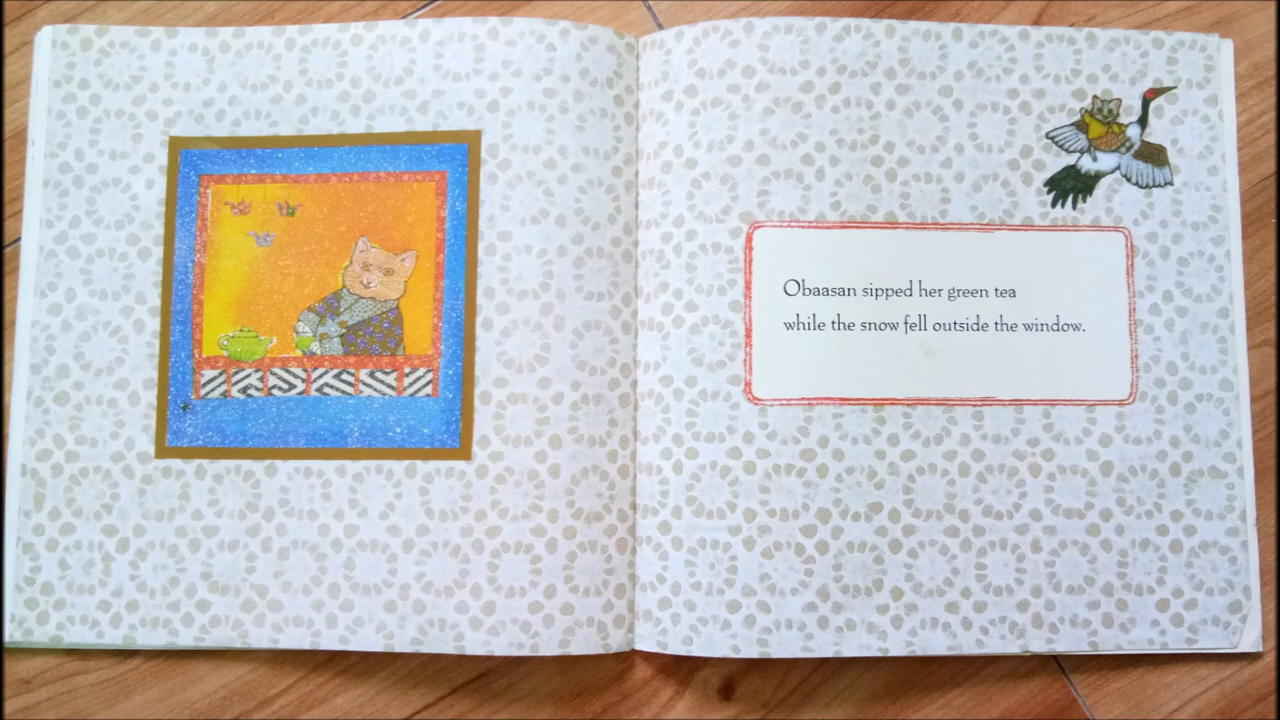 Obaasan sipped her green tea
while the snow fell outside the window.